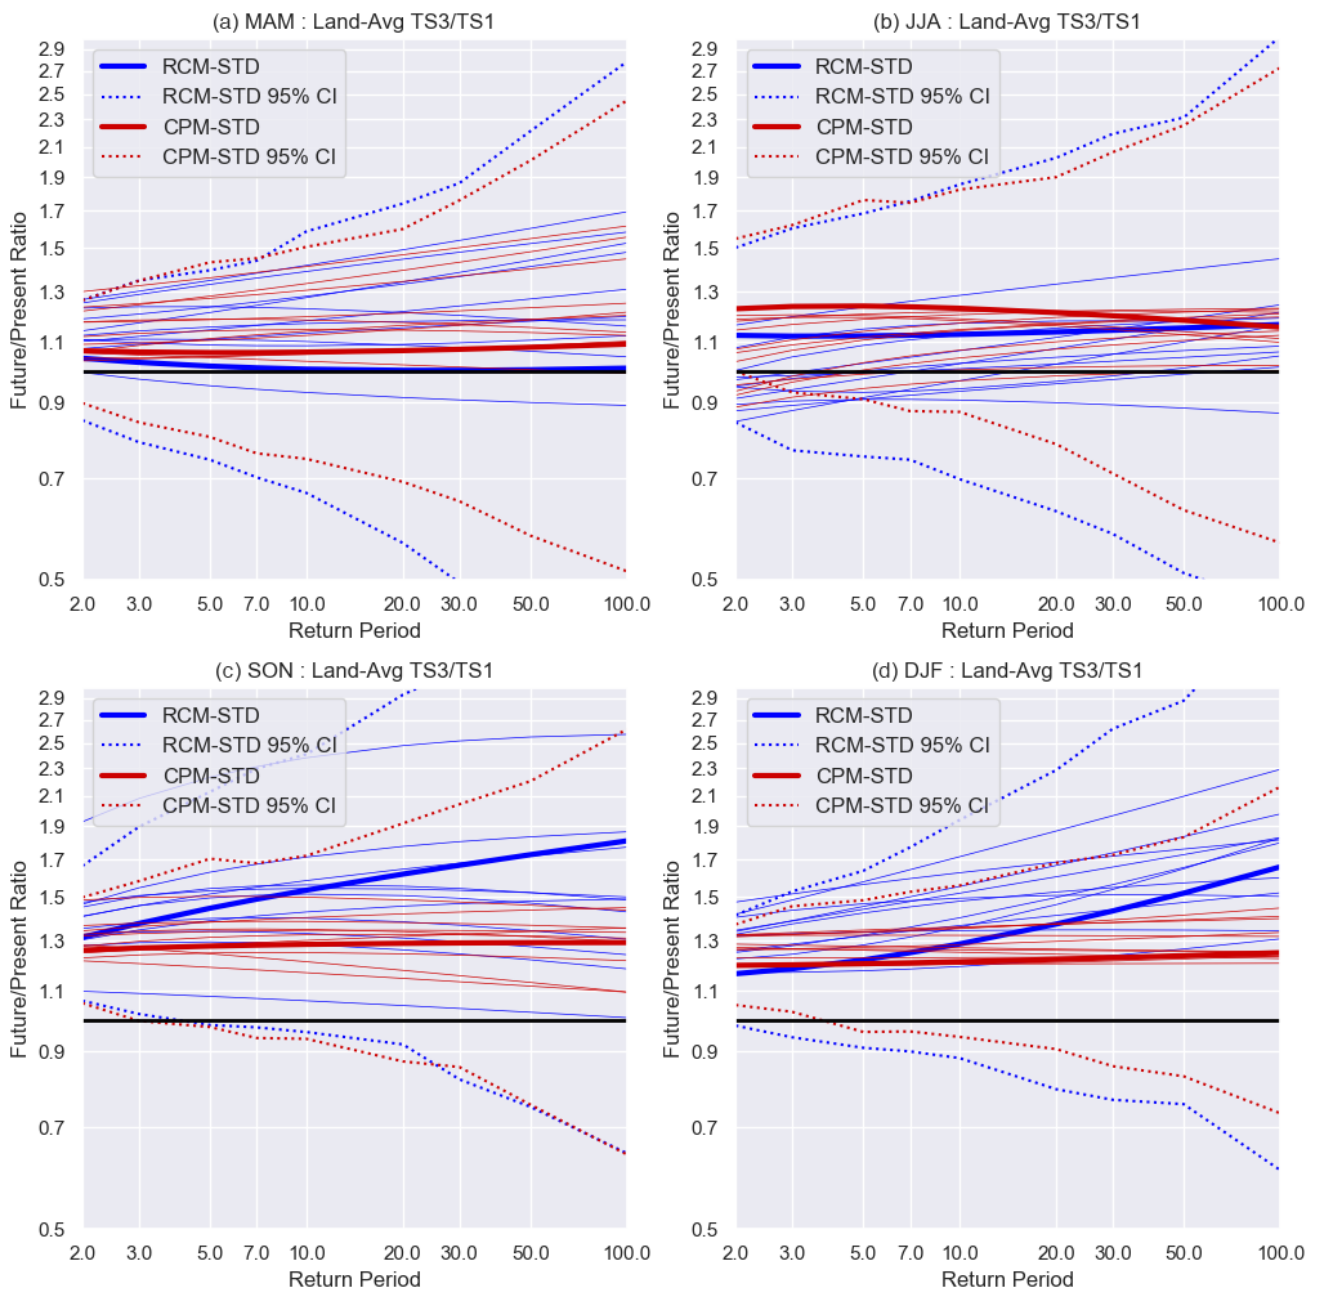 (a) MAM : Land-Avg TS3/TS1
RCM-STD
RCM-STD 95% CI
CPM-STD
CPM-STD 95% CI
Future/Present Ratio
2.9
2.7
2.5
2.3
2.1
1.9
1.7
1.5
1.3
1.1
0.9
0.7
0.5
2.0 3.0 5.0 7.0 10.0 20.0 30.0 50.0 100.0
Return Period
(b) JJA : Land-Avg TS3/TS1
RCM-STD
RCM-STD 95% CI
CPM-STD
CPM-STD 95% CI
Future/Present Ratio
2.9
2.7
2.5
2.3
2.1
1.9
1.7
1.5
1.3
1.1
0.9
0.7
0.5
2.0 3.0 5.0 7.0 10.0 20.0 30.0 50.0 100.0
Return Period
(c) SON : Land-Avg TS3/TS1
RCM-STD
RCM-STD 95% CI
CPM-STD
CPM-STD 95% CI
Future/Present Ratio
2.9
2.7
2.5
2.3
2.1
1.9
1.7
1.5
1.3
1.1
0.9
0.7
0.5
2.0 3.0 5.0 7.0 10.0 20.0 30.0 50.0 100.0
Return Period
(d) DJF : Land-Avg TS3/TS1
RCM-STD
RCM-STD 95% CI
CPM-STD
CPM-STD 95% CI
Future/Present Ratio
2.9
2.7
2.5
2.3
2.1
1.9
1.7
1.5
1.3
1.1
0.9
0.7
0.5
2.0 3.0 5.0 7.0 10.0 20.0 30.0 50.0 100.0
Return Period